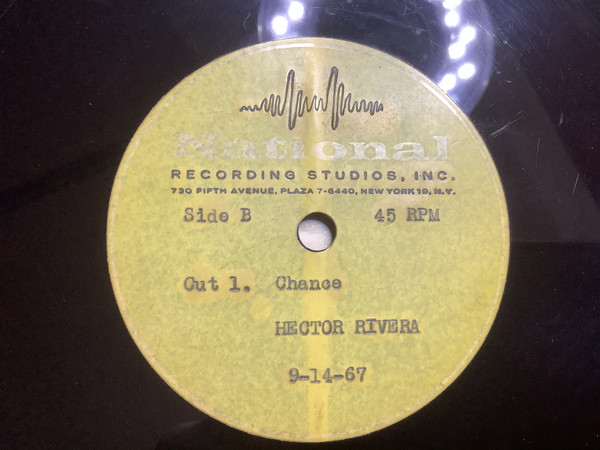 National
RECORDING STUDIOS, INC.
730 FIFTH AVENUE, PLAZA 7-6440, NEW YORK 19, N.Y.
Side B 45 RPM
Cut 1. Chance
HECTOR RIVERA
9-14-67